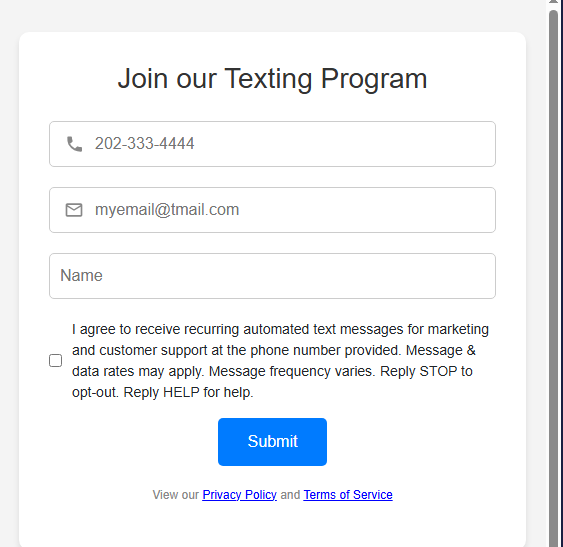 Join our Texting Program
202-333-4444
myemail@tmail.com
Name
I agree to receive recurring automated text messages for marketing
and customer support at the phone number provided. Message &
data rates may apply. Message frequency varies. Reply STOP to
opt-out. Reply HELP for help.
Submit
View our Privacy Policy and Terms of Service